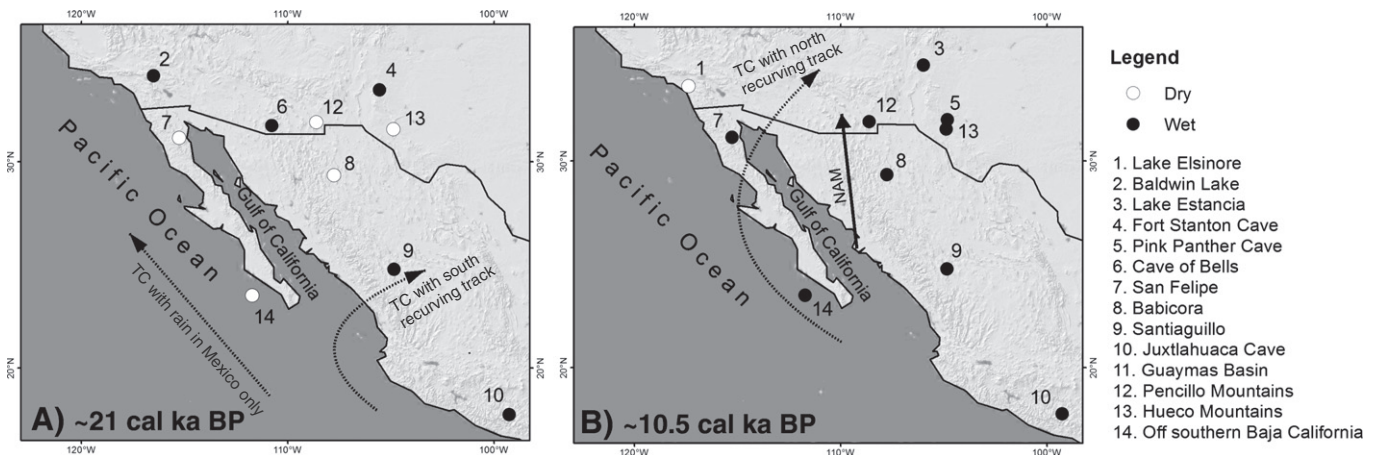 120°W 110°W 100°W
2
4
6
12
13
7
8
30°N
Pacific Ocean
Gulf of California
9
TC with south
recurving track
TC with rain in Mexico only
14
20°N
10
A) ~21 cal ka BP
120°W 110°W 100°W
120°W 110°W 100°W
TC with north
recurving track
3
1
12
5
13
7
8
30°N
30°N
NAM
Pacific Ocean
Gulf of California
9
14
20°N
20°N
10
B) ~10.5 cal ka BP
120°W 110°W 100°W
Legend
Dry
Wet
1. Lake Elsinore
2. Baldwin Lake
3. Lake Estancia
4. Fort Stanton Cave
5. Pink Panther Cave
6. Cave of Bells
7. San Felipe
8. Babicora
9. Santiaguillo
10. Juxtlahuaca Cave
11. Guaymas Basin
12. Pencillo Mountains
13. Hueco Mountains
14. Off southern Baja California